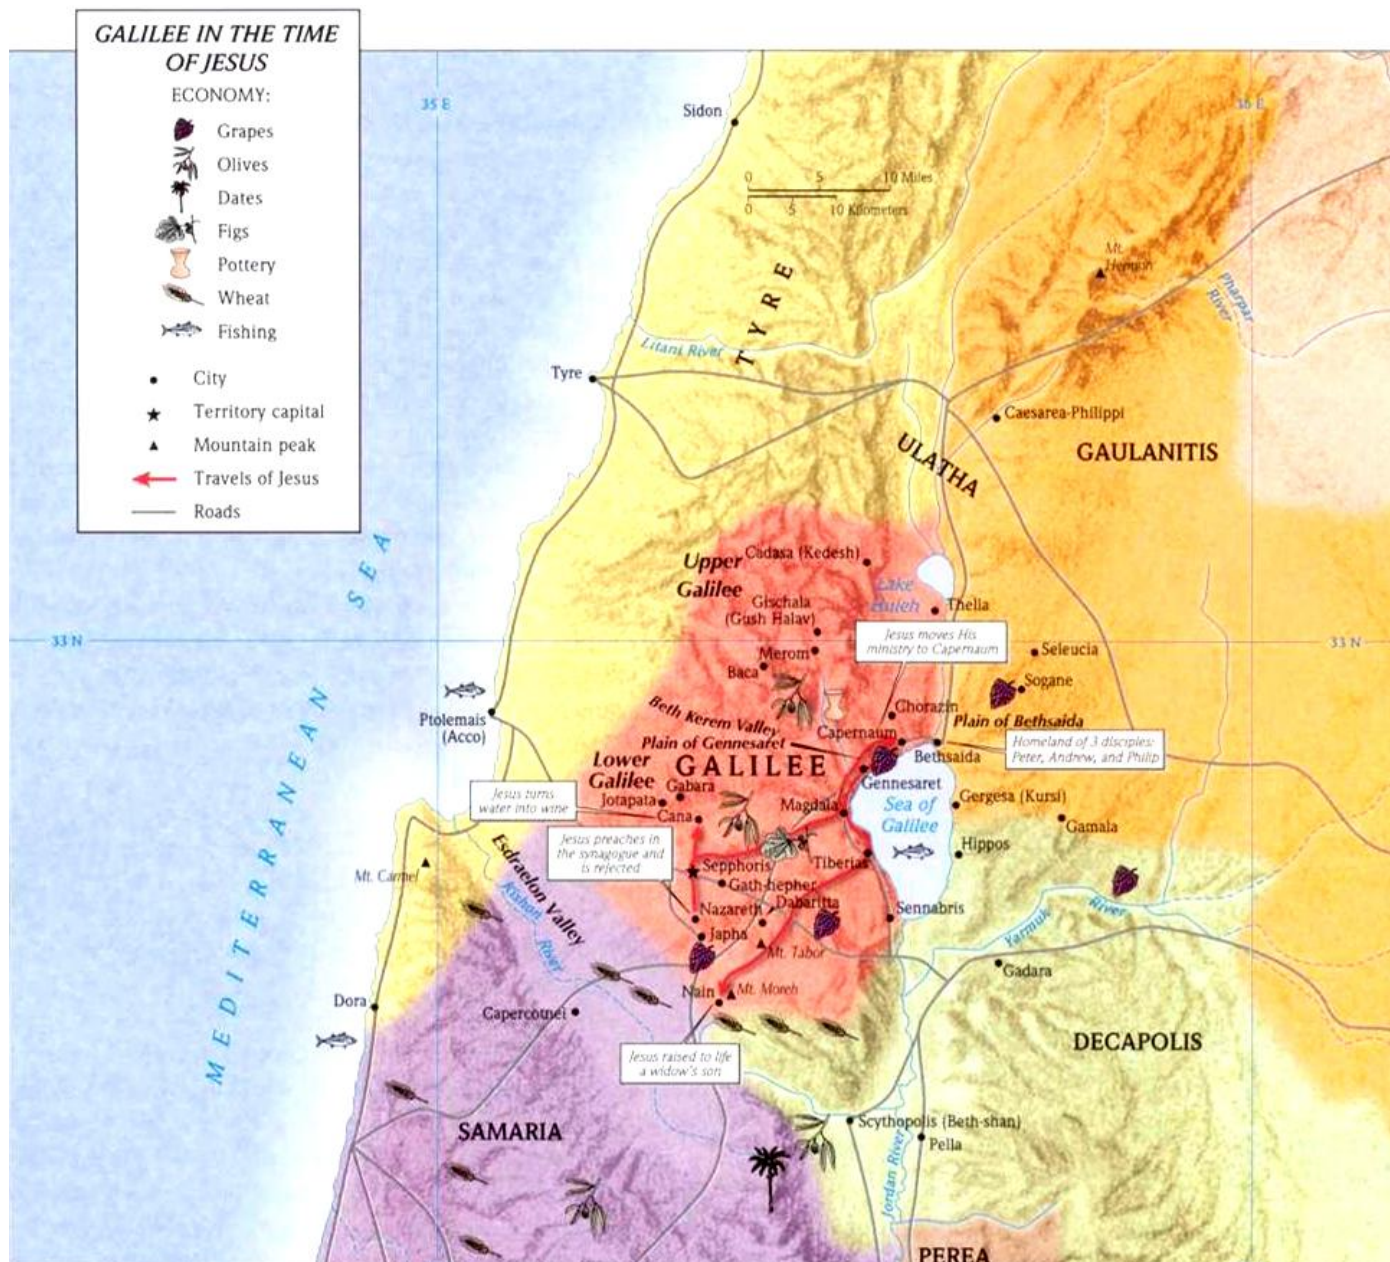 GALILEE IN THE TIME
OF JESUS
ECONOMY:
Grapes
Olives
Dates
Figs
Pottery
Wheat
Fishing
City
Territory capital
Mountain peak
Travels of Jesus
Roads
35 E
36 E
Sidon
0 5 10 Miles
0 5 10 Kilometers
TYRE
Mt.
Hermon
Pharpar
River
Litani River
Tyre
Caesarea-Philippi
ULATHA
GAULANITIS
MEDITERRANEAN SEA
Upper
Galilee
Cadasa (Kedesh)
Lake
Huleh
Gischala
(Gush Halav)
Thella
33 N
33 N
Jesus moves His
ministry to Capernaum
Merom
Baca
Seleucia
Sogane
Ptolemais
(Acco)
Beth Kerem Valley
Chorazin
Plain of Bethsaida
Capernaum
Plain of Gennesaret
Homeland of 3 disciples:
Peter, Andrew, and Philip
Bethsaida
Lower
Galilee
GALILEE
Gennesaret
Jesus turns
water into wine
Gabara
Jotapata
Cana
Magdala
Sea of
Galilee
Gergesa (Kursi)
Gamala
Jesus preaches in
the synagogue and
is rejected
Esdraelon Valley
Hippos
Mt. Carmel
Sepphoris
Tiberias
Gath-hepher
Kishon
River
Nazareth
Dabaritta
Sennabris
Yarmuk River
Japha
Mt. Tabor
Gadara
Nain
Mt. Moreh
Dora
Capercotnei
DECAPOLIS
Jesus raised to life
a widow's son
SAMARIA
Scythopolis (Beth-shan)
Pella
Jordan River
PEREA